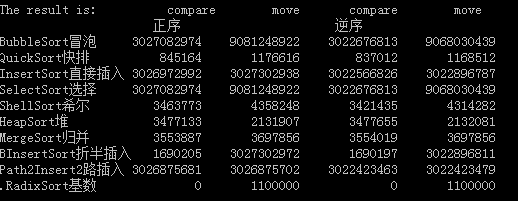 The result is: compare move compare move
正序 逆序
BubbleSort冒泡 3027082974 9081248922 3022676813 9068030439
QuickSort快排 845164 1176616 837012 1168512
InsertSort直接插入 3026972992 3027302938 3022566826 3022896787
SelectSort选择 3027082974 9081248922 3022676813 9068030439
ShellSort希尔 3463773 4358248 3421435 4314282
HeapSort堆 3477133 2131907 3477655 2132081
MergeSort归并 3553887 3697856 3554019 3697856
BInsertSort折半插入 1690205 3027302972 1690197 3022896811
Path2Insert2路插入 3026875681 3026875702 3022423463 3022423479
.RadixSort基数 0 1100000 0 1100000